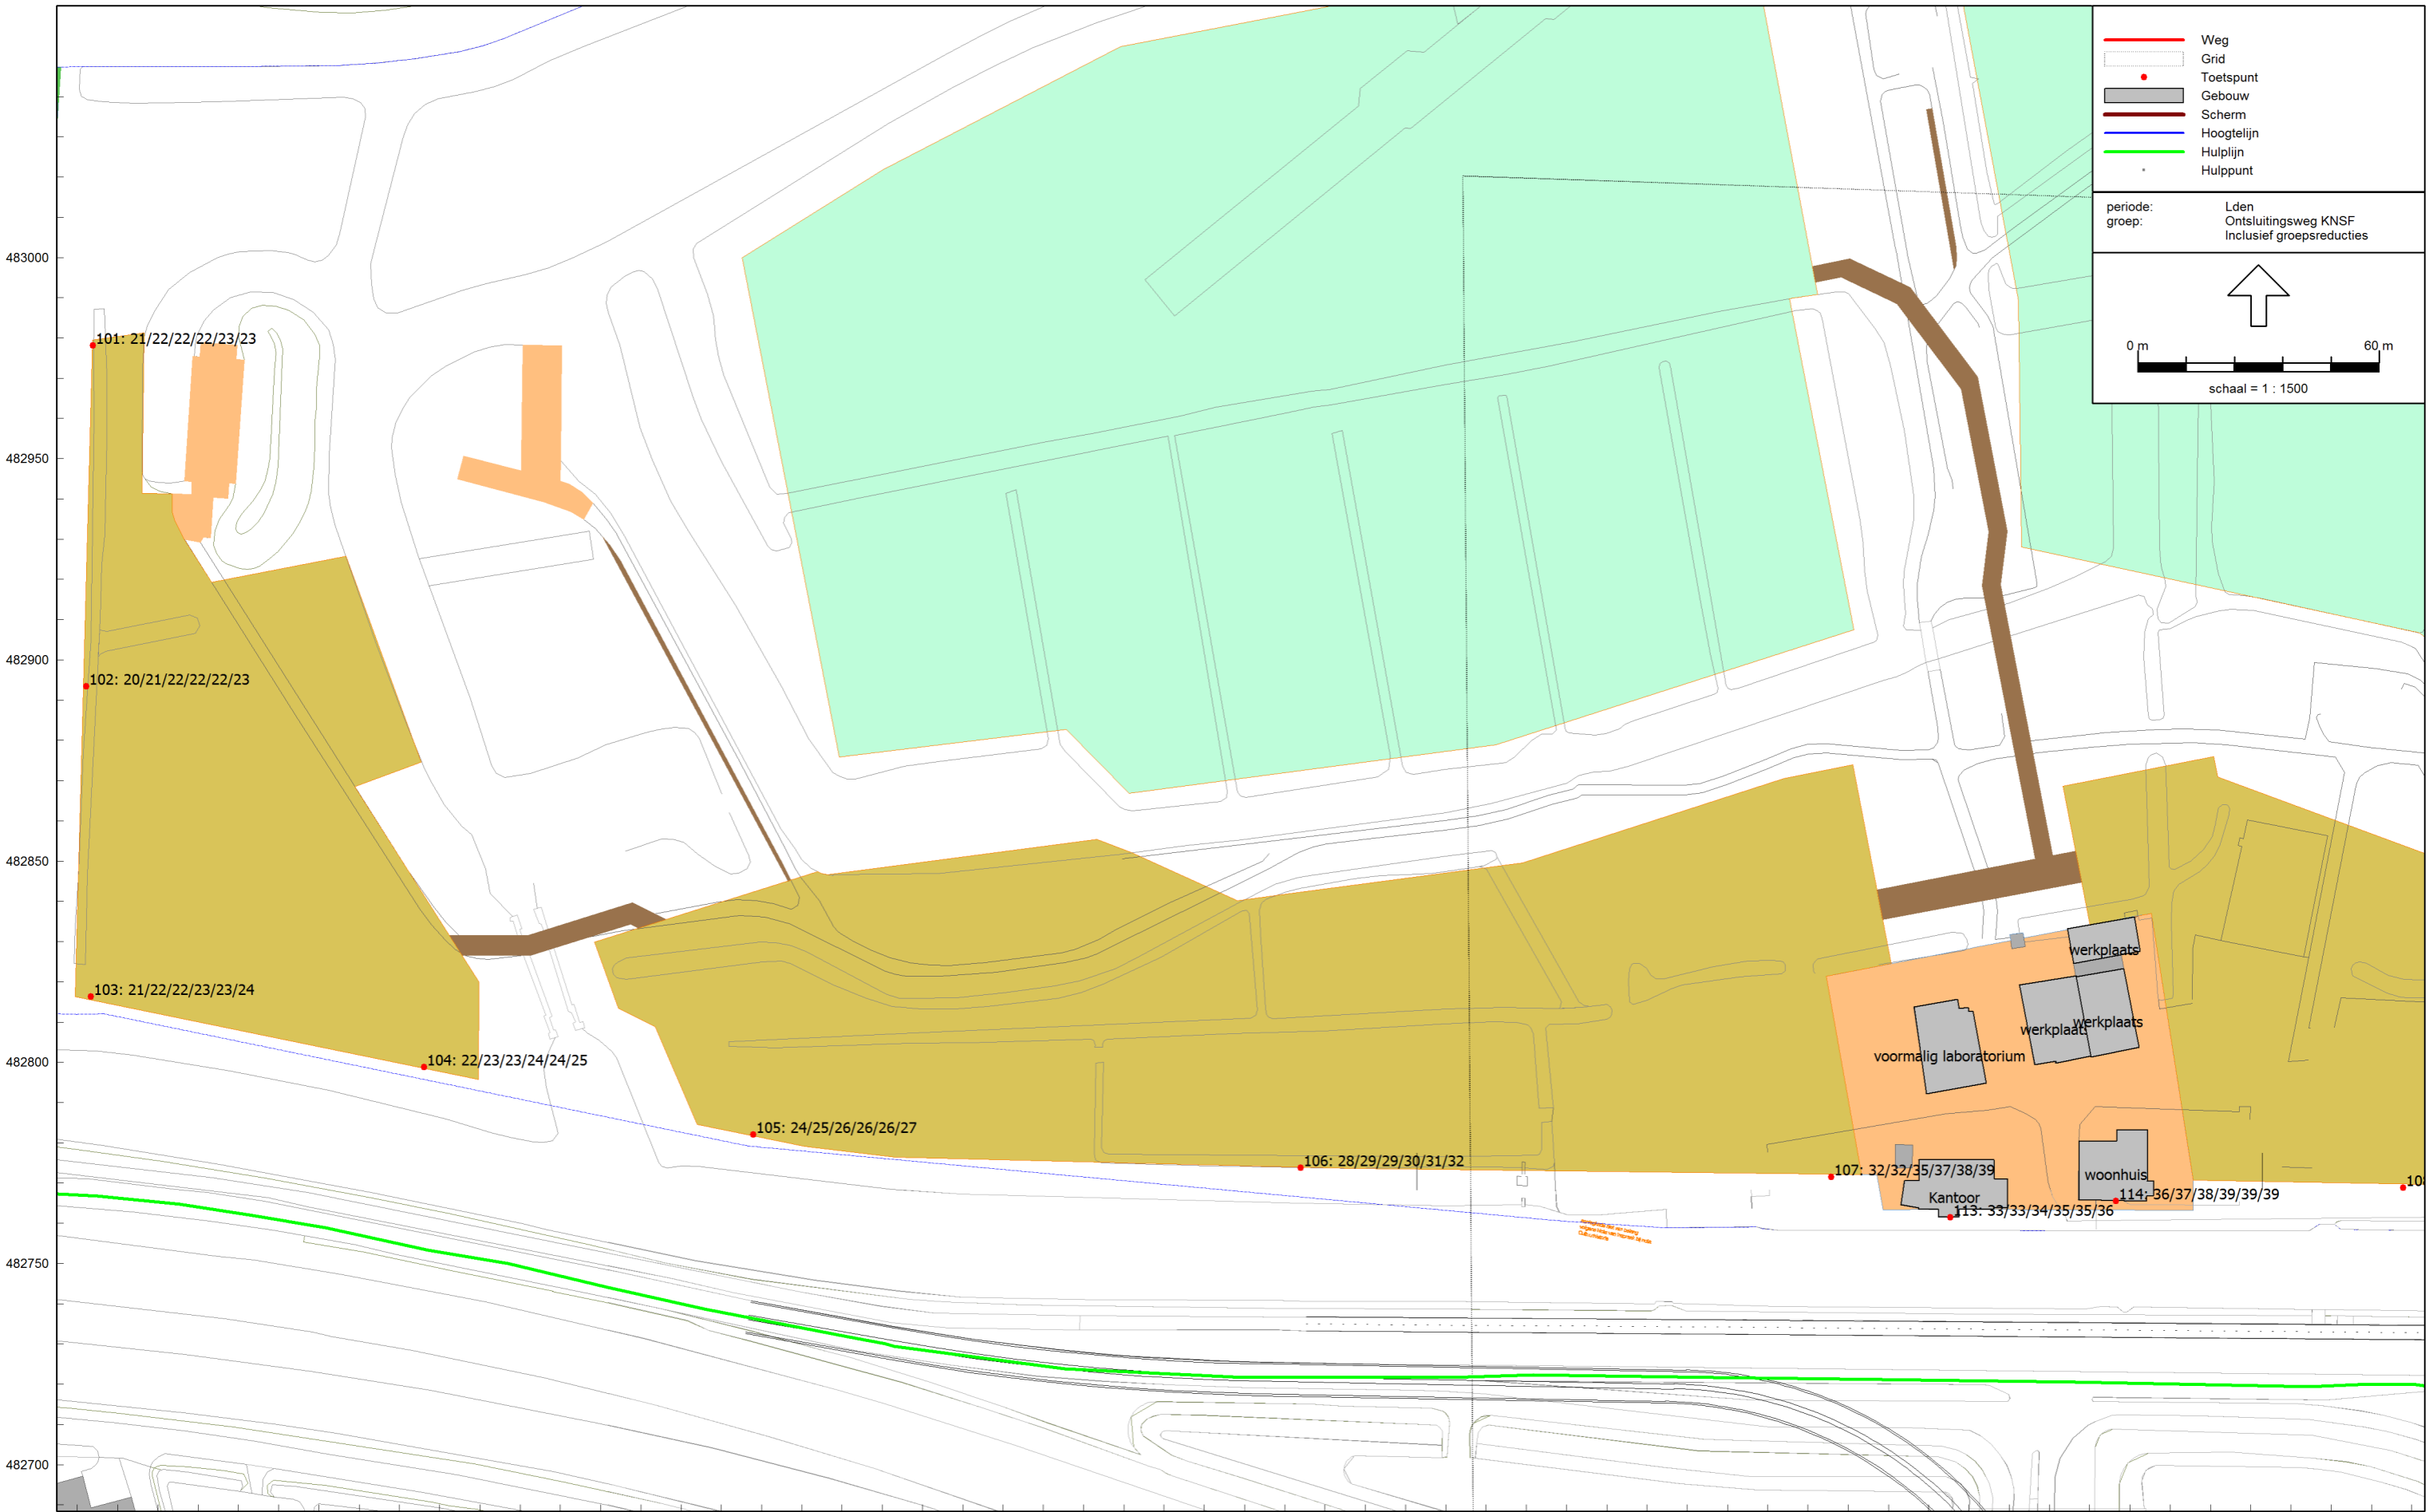 Weg
Grid
Toetspunt
Gebouw
Scherm
Hoogtelijn
Hulplijn
Hulppunt
periode: Lden
groep: Ontsluitingsweg KNSF
Inclusief groepsreducties
0 m 60 m
schaal = 1 : 1500
483000
101: 21/22/22/22/23/23
482950
482900
102: 20/21/22/22/22/23
482850
werkplaats
103: 21/22/22/23/23/24
werkplaats
werkplaats
voormalig laboratorium
482800
104: 22/23/23/24/24/25
105: 24/25/26/26/26/27
106: 28/29/29/30/31/32
107: 32/32/35/37/38/39
woonhuis
108
Kantoor
114: 36/37/38/39/39/39
113: 33/33/34/35/35/36
482750
482700